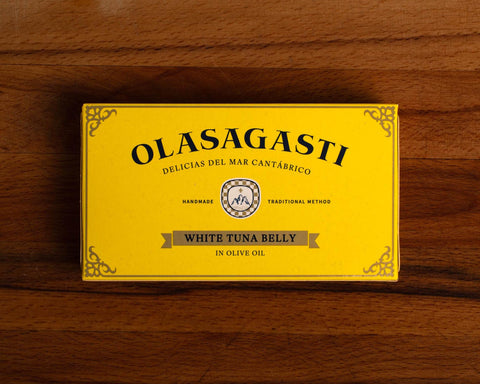 OLASAGASTI
DELICIAS DEL MAR CANTÁBRICO
HANDMADE TRADITIONAL METHOD
WHITE TUNA BELLY
IN OLIVE OIL